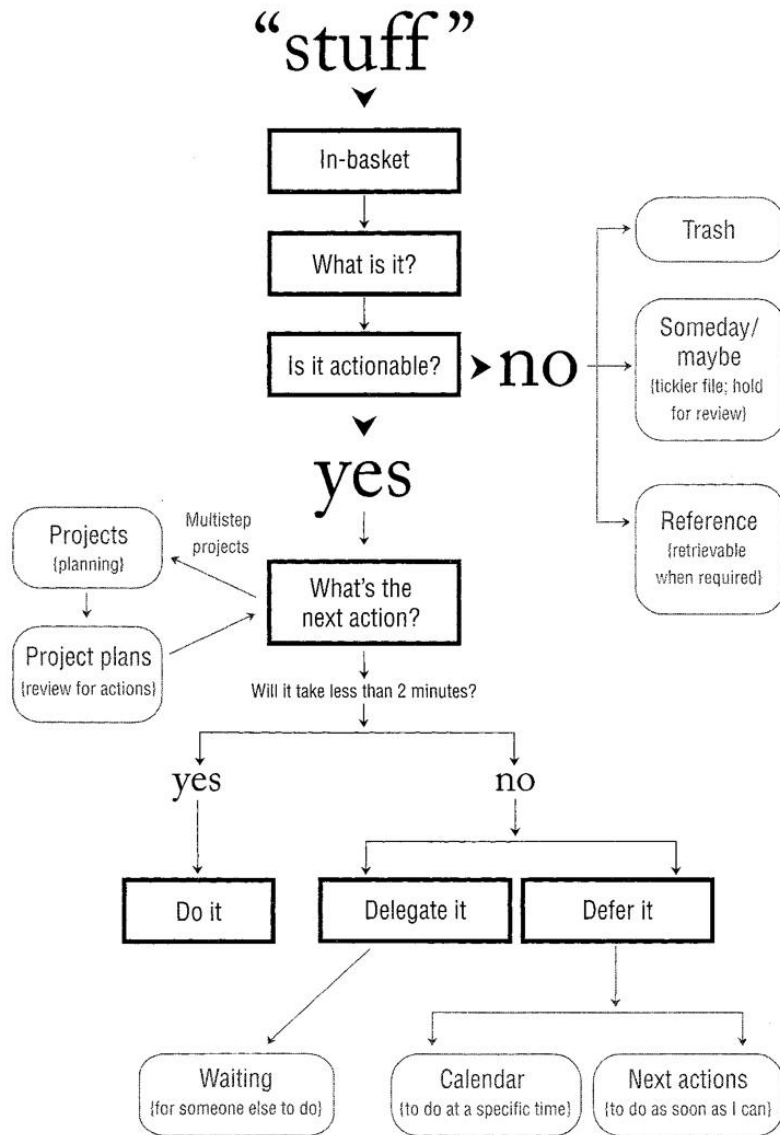 “stuff”
In-basket
What is it?
Is it actionable?
no
Trash
Someday/
maybe
{tickler file; hold
for review}
Reference
{retrievable
when required}
yes
Multistep
projects
Projects
{planning}
Project plans
{review for actions}
What’s the
next action?
Will it take less than 2 minutes?
yes
no
Do it
Delegate it
Defer it
Waiting
{for someone else to do}
Calendar
{to do at a specific time}
Next actions
{to do as soon as I can}